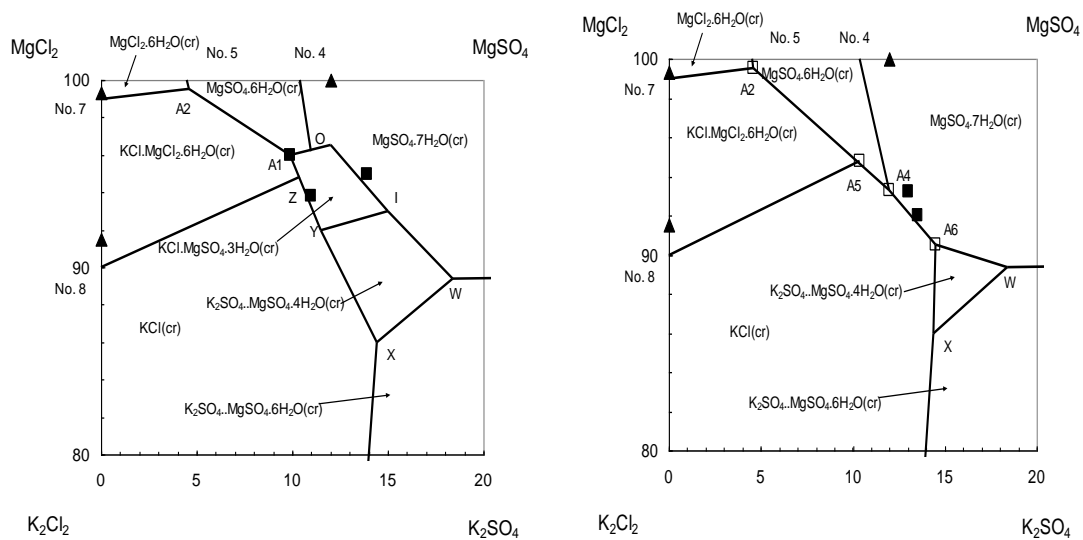 MgCl₂
MgSO₄
MgCl₂.6H₂O(cr)
No. 5
No. 4
100
MgSO₄.6H₂O(cr)
No. 7
A2
O
MgSO₄.7H₂O(cr)
KCl.MgCl₂.6H₂O(cr)
A1
Z
I
Y
KCl.MgSO₄.3H₂O(cr)
90
No. 8
W
K₂SO₄..MgSO₄.4H₂O(cr)
KCl(cr)
X
K₂SO₄..MgSO₄.6H₂O(cr)
80
0
5
10
15
20
K₂Cl₂
K₂SO₄
MgCl₂.6H₂O(cr)
MgCl₂
No. 5
No. 4
MgSO₄
100
MgSO₄.6H₂O(cr)
No. 7
A2
MgSO₄.7H₂O(cr)
KCl.MgCl₂.6H₂O(cr)
A5
A4
A6
90
No. 8
W
K₂SO₄..MgSO₄.4H₂O(cr)
KCl(cr)
X
K₂SO₄..MgSO₄.6H₂O(cr)
80
0
5
10
15
20
K₂Cl₂
K₂SO₄